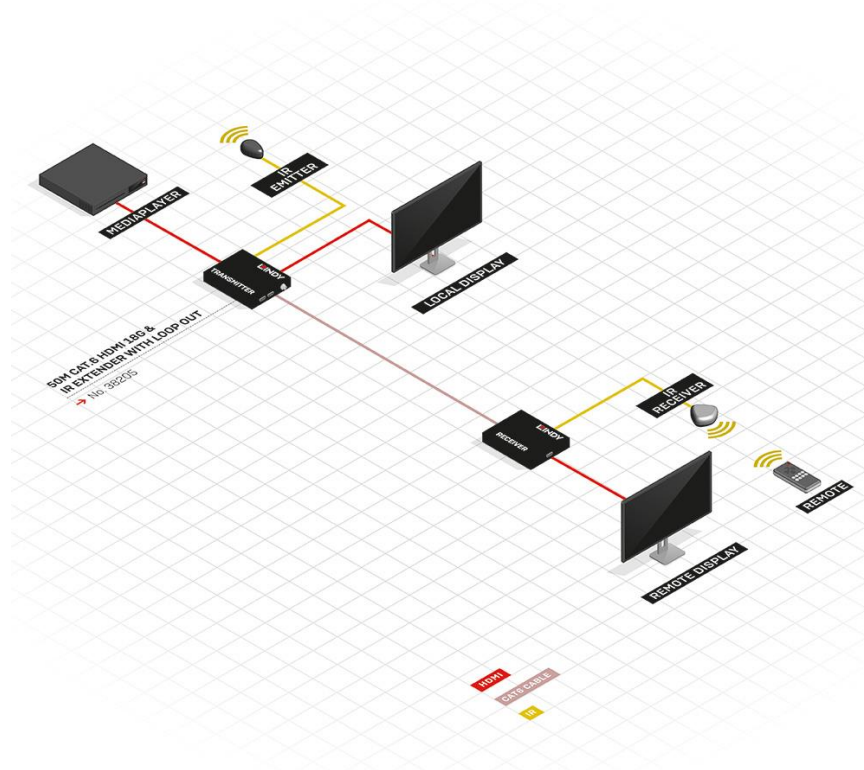 MEDIAPLAYER
IR
EMITTER
LINDY
TRANSMITTER
LOCAL DISPLAY
50M CAT.6 HDMI 18G &
IR EXTENDER WITH LOOP OUT
No. 38205
IR
RECEIVER
LINDY
RECEIVER
REMOTE
REMOTE DISPLAY
HDMI
CAT6 CABLE
IR